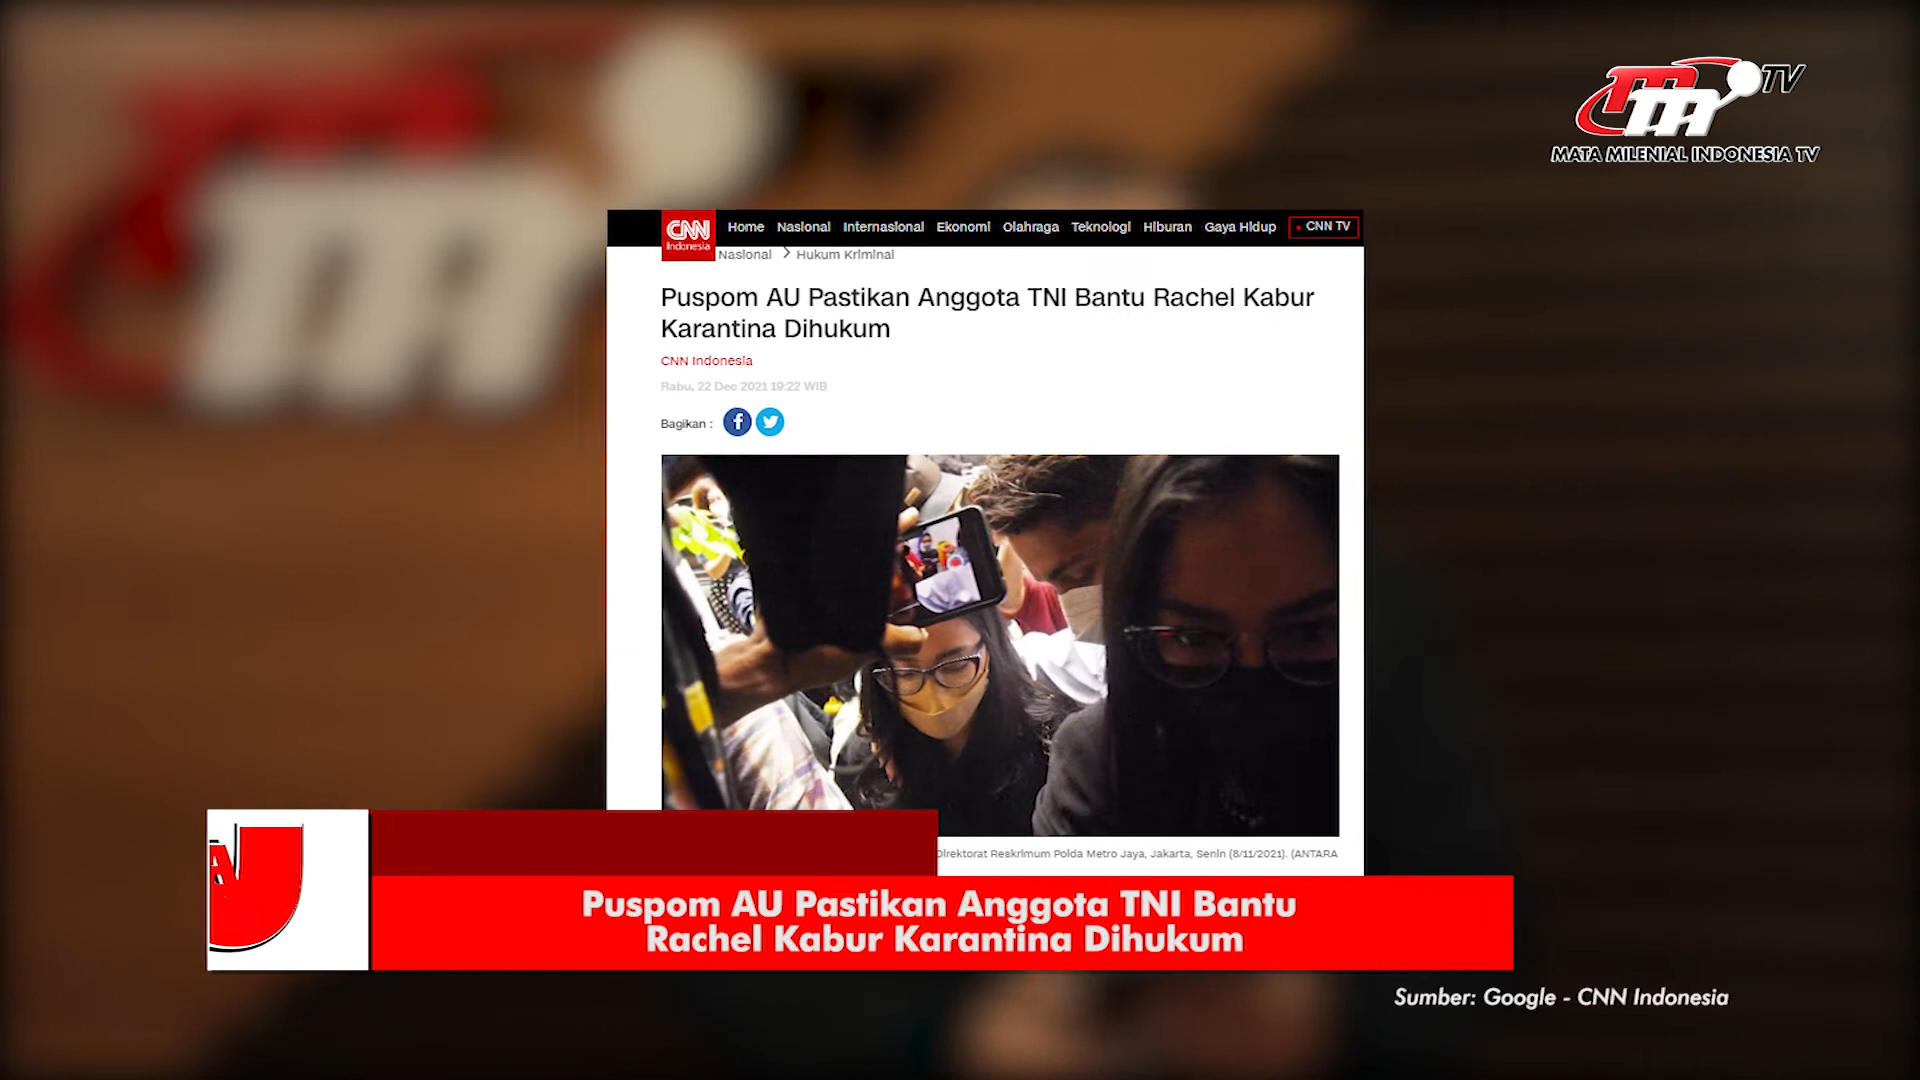 TV
MATA MILENIAL INDONESIA TV
CNN
Indonesia
Home Nasional Internasional Ekonomi Olahraga Teknologi Hiburan Gaya Hidup CNN TV
Nasional > Hukum Kriminal
Puspom AU Pastikan Anggota TNI Bantu Rachel Kabur
Karantina Dihukum
CNN Indonesia
Rabu, 22 Dec 2021 19:22 WIB
Bagikan :
Direktorat Reskrimum Polda Metro Jaya, Jakarta, Senin (8/11/2021). (ANTARA
Puspom AU Pastikan Anggota TNI Bantu
Rachel Kabur Karantina Dihukum
Sumber: Google - CNN Indonesia